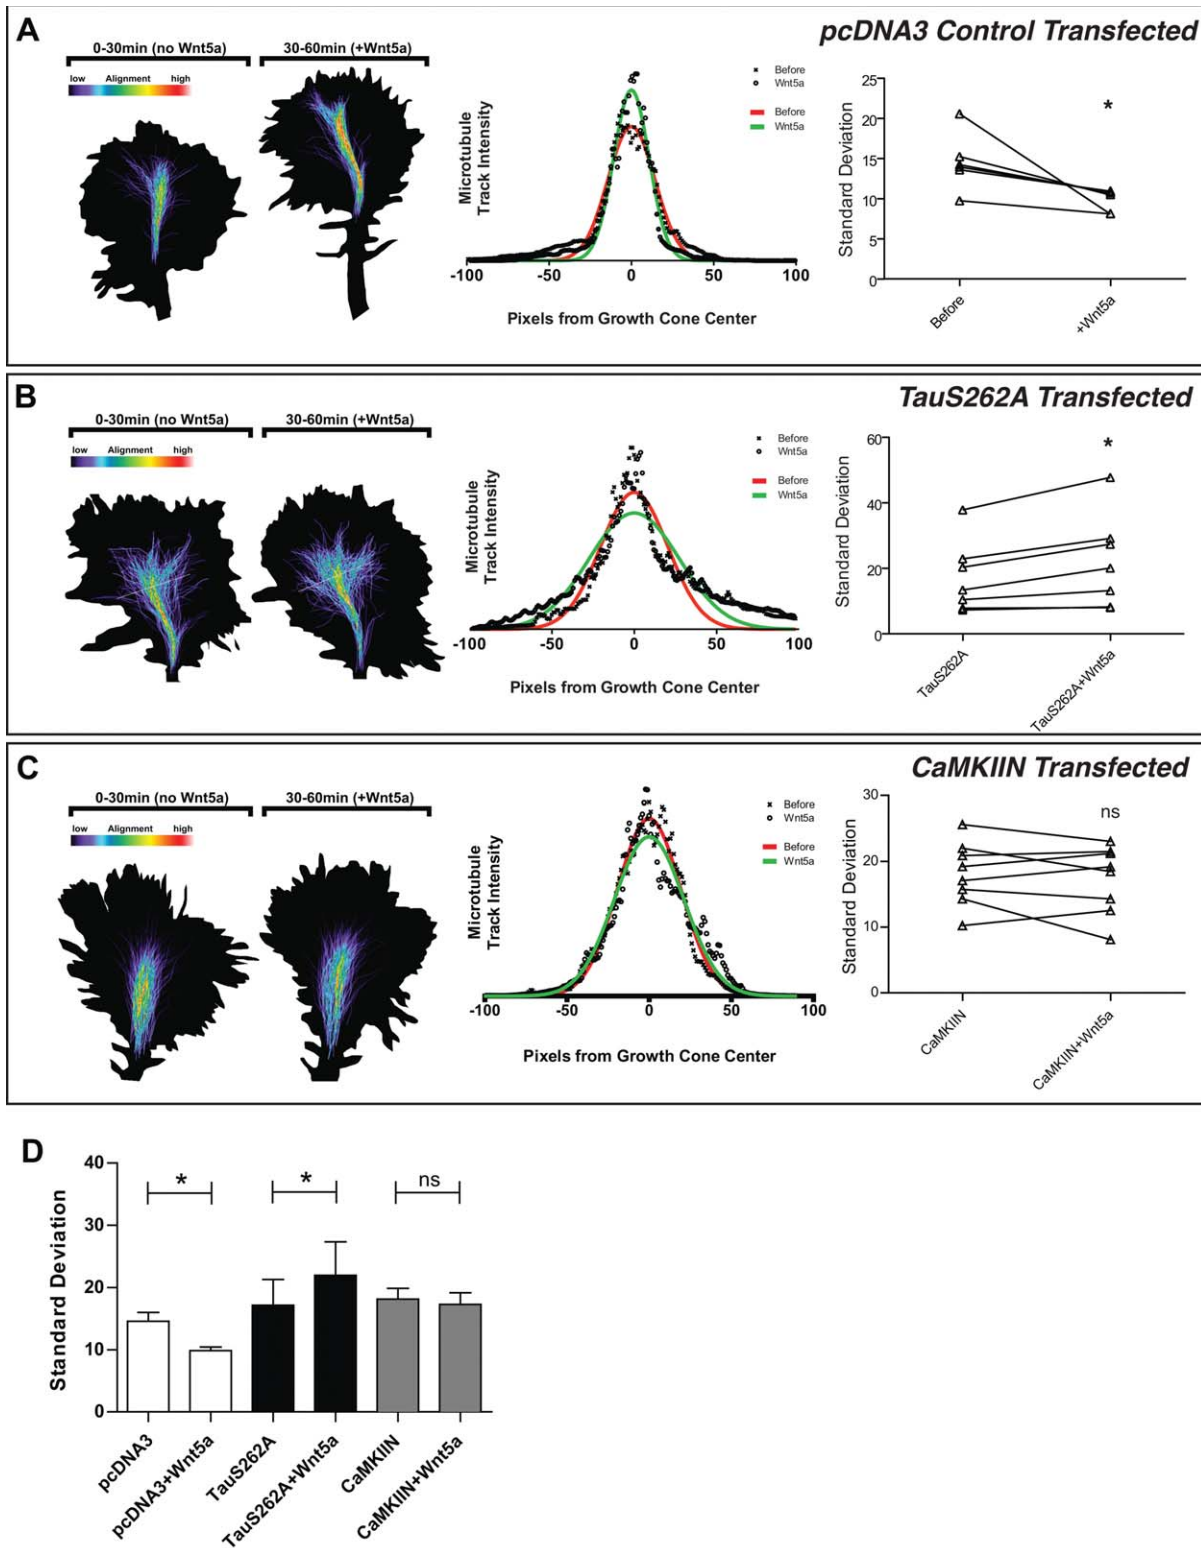 A
pcDNA3 Control Transfected
0-30min (no Wnt5a)
30-60min (+Wnt5a)
low Alignment high
Microtubule
Track Intensity
Before
Wnt5a
Before
Wnt5a
-100 -50 0 50 100
Pixels from Growth Cone Center
Standard Deviation
25
20
15
10
5
0
*
Before
+Wnt5a
B
TauS262A Transfected
0-30min (no Wnt5a)
30-60min (+Wnt5a)
low Alignment high
Microtubule
Track Intensity
Before
Wnt5a
Before
Wnt5a
-100 -50 0 50 100
Pixels from Growth Cone Center
Standard Deviation
60
40
20
0
*
TauS262A
TauS262A+Wnt5a
C
CaMKIIN Transfected
0-30min (no Wnt5a)
30-60min (+Wnt5a)
low Alignment high
Microtubule
Track Intensity
Before
Wnt5a
Before
Wnt5a
-100 -50 0 50 100
Pixels from Growth Cone Center
Standard Deviation
30
20
10
0
ns
CaMKIIN
CaMKIIN+Wnt5a
D
Standard Deviation
40
30
20
10
0
* * ns
pcDNA3
pcDNA3+Wnt5a
TauS262A
TauS262A+Wnt5a
CaMKIIN
CaMKIIN+Wnt5a